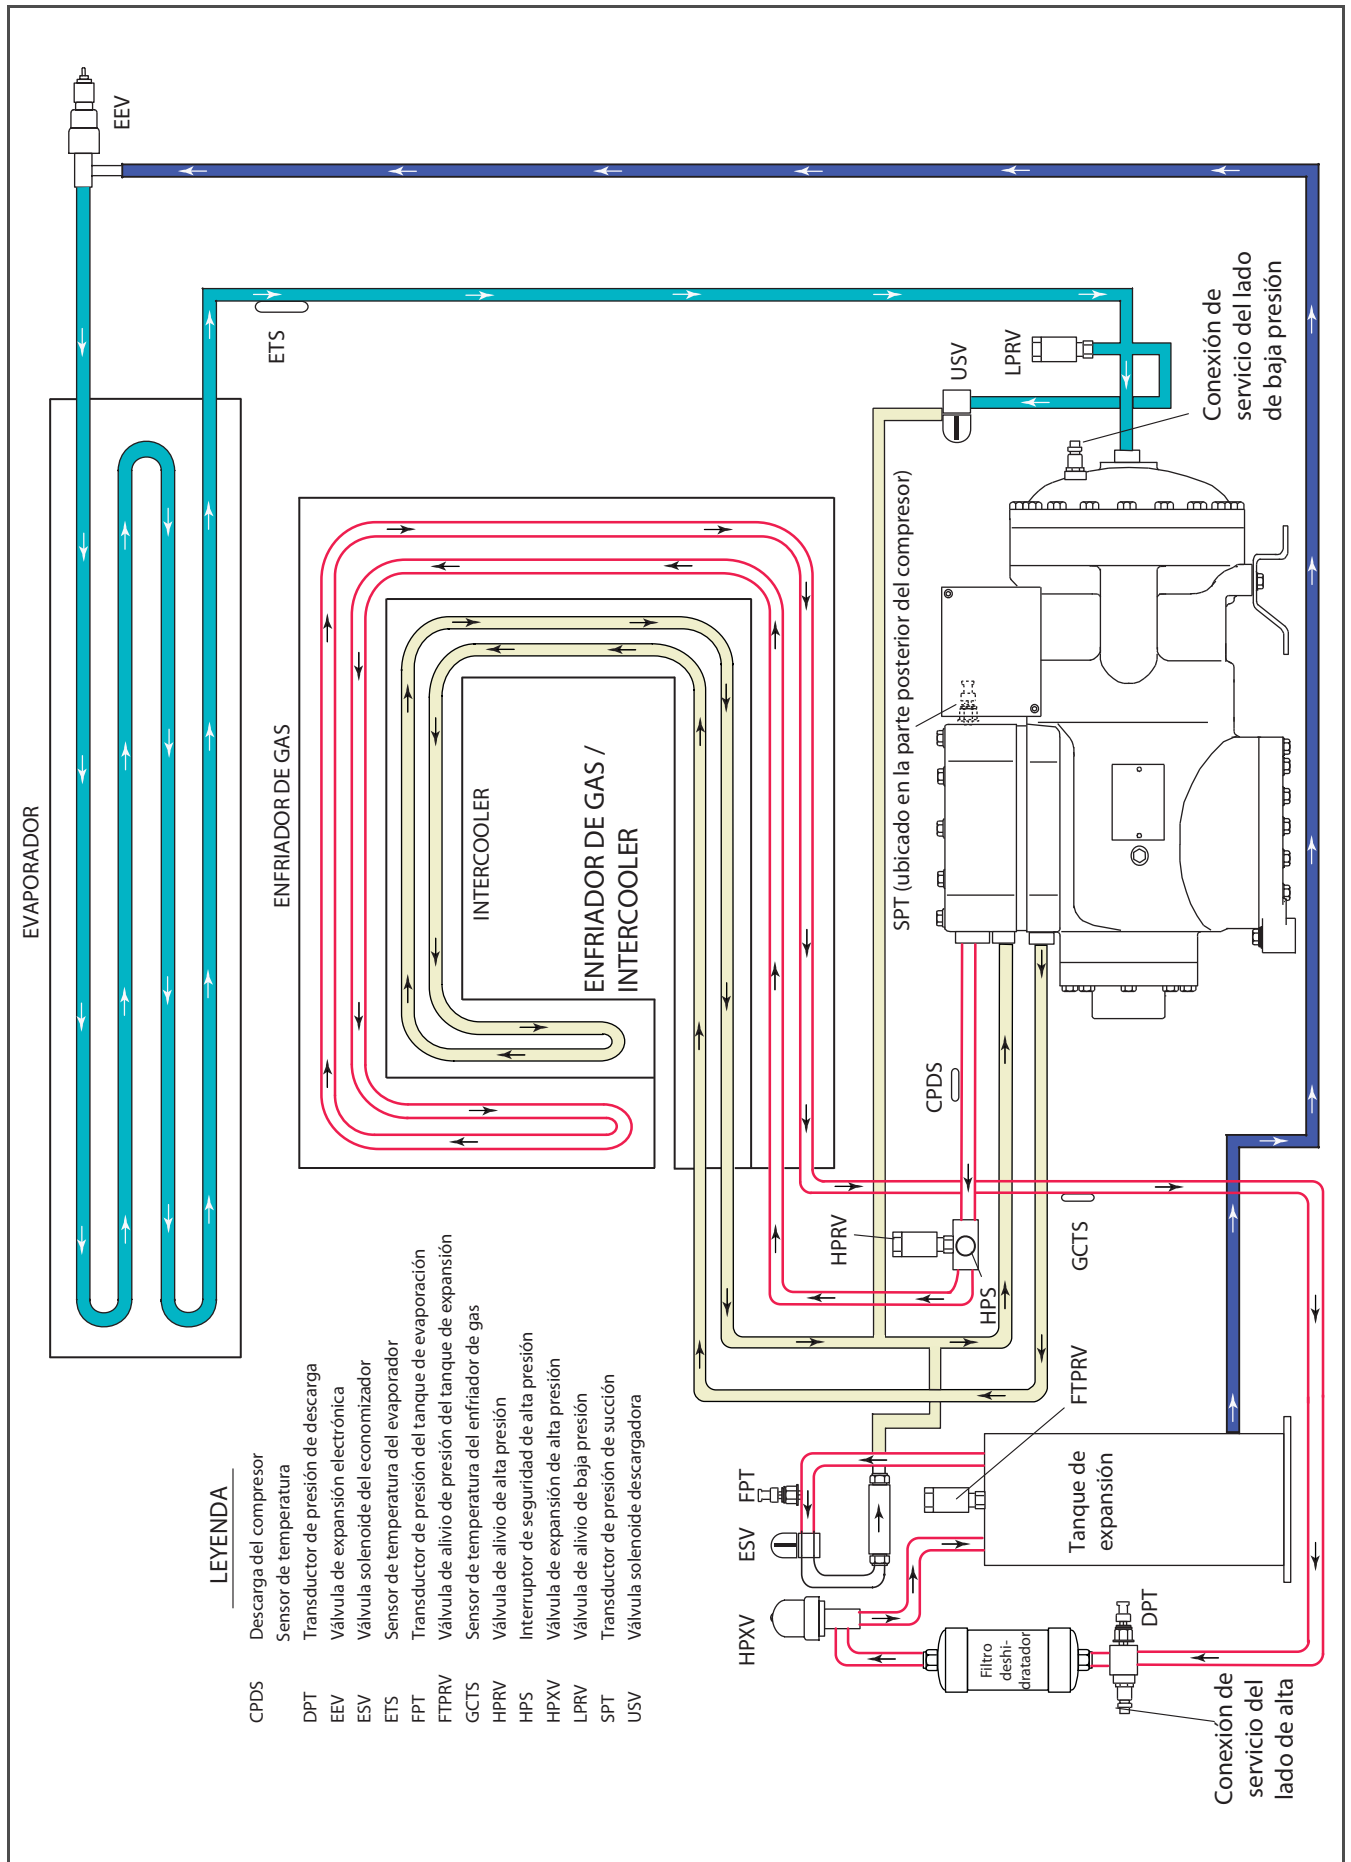 EVAPORADOR
EEV
ETS
ENFRIADOR DE GAS
INTERCOOLER
ENFRIADOR DE GAS /
INTERCOOLER
USV
LPRV
Conexión de
servicio del lado
de baja presión
SPT (ubicado en la parte posterior del compresor)
CPDS
HPRV
HPS
GCTS
FTPRV
FPT
ESV
HPXV
Tanque de
expansión
Filtro
deshi-
dratador
DPT
Conexión de
servicio del
lado de alta
LEYENDA
CPDS Descarga del compresor
Sensor de temperatura
DPT Transductor de presión de descarga
EEV Válvula de expansión electrónica
ESV Válvula solenoide del economizador
ETS Sensor de temperatura del evaporador
FPT Transductor de presión del tanque de evaporación
FTPRV Válvula de alivio de presión del tanque de expansión
GCTS Sensor de temperatura del enfriador de gas
HPRV Válvula de alivio de alta presión
HPS Interruptor de seguridad de alta presión
HPXV Válvula de expansión de alta presión
LPRV Válvula de alivio de baja presión
SPT Transductor de presión de succión
USV Válvula solenoide descargadora